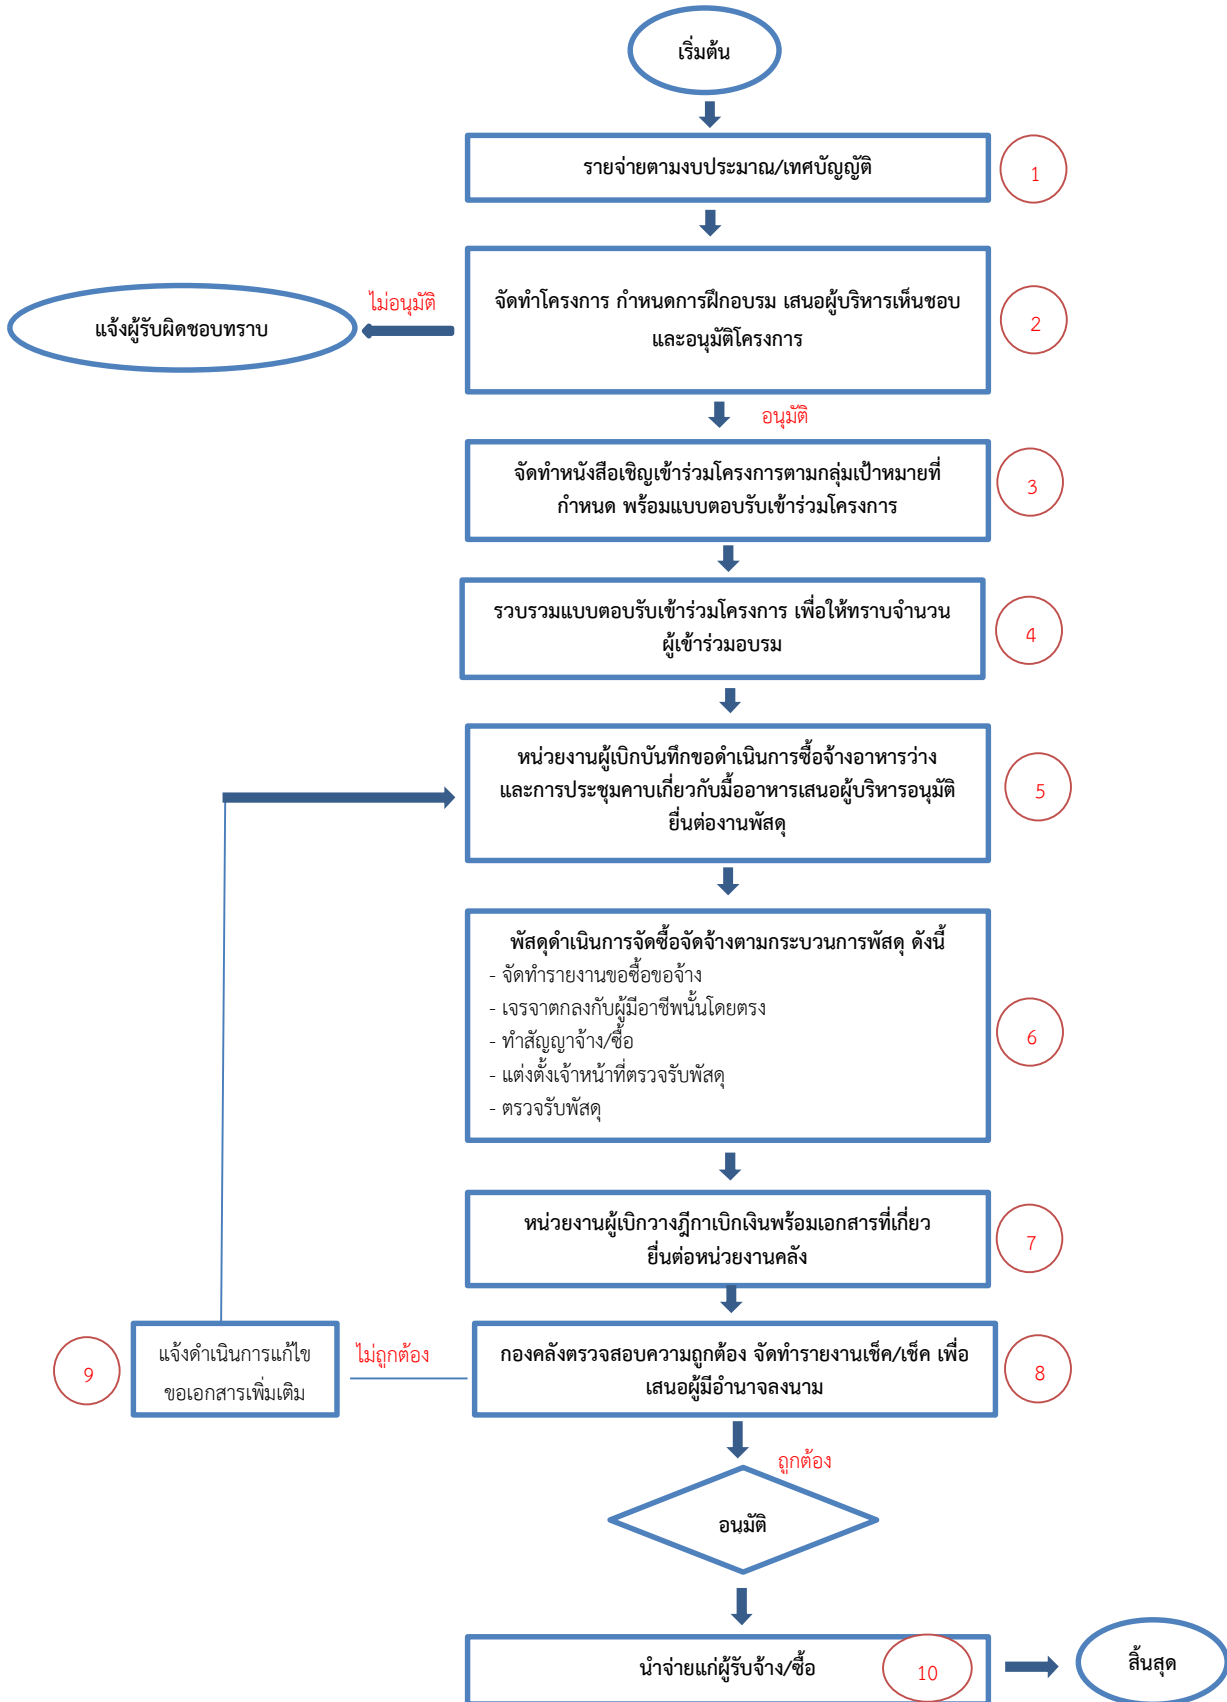 เริ่มต้น
รายจ่ายตามงบประมาณ/เทศบัญญัติ
1
จัดทำโครงการ กำหนดการฝึกอบรม เสนอผู้บริหารเห็นชอบ
และอนุมัติโครงการ
2
ไม่อนุมัติ
แจ้งผู้รับผิดชอบทราบ
อนุมัติ
จัดทำหนังสือเชิญเข้าร่วมโครงการตามกลุ่มเป้าหมายที่
กำหนด พร้อมแบบตอบรับเข้าร่วมโครงการ
3
รวบรวมแบบตอบรับเข้าร่วมโครงการ เพื่อให้ทราบจำนวน
ผู้เข้าร่วมอบรม
4
หน่วยงานผู้เบิกบันทึกขอดำเนินการซื้อจ้างอาหารว่าง
และการประชุมคาบเกี่ยวกับมื้ออาหารเสนอผู้บริหารอนุมัติ
ยื่นต่องานพัสดุ
5
พัสดุดำเนินการจัดซื้อจัดจ้างตามกระบวนการพัสดุ ดังนี้
- จัดทำรายงานขอซื้อขอจ้าง
- เจรจาตกลงกับผู้มีอาชีพนั้นโดยตรง
- ทำสัญญาจ้าง/ซื้อ
- แต่งตั้งเจ้าหน้าที่ตรวจรับพัสดุ
- ตรวจรับพัสดุ
6
หน่วยงานผู้เบิกวางฎีกาเบิกเงินพร้อมเอกสารที่เกี่ยว
ยื่นต่อหน่วยงานคลัง
7
กองคลังตรวจสอบความถูกต้อง จัดทำรายงานเช็ค/เช็ค เพื่อ
เสนอผู้มีอำนาจลงนาม
8
ไม่ถูกต้อง
แจ้งดำเนินการแก้ไข
ขอเอกสารเพิ่มเติม
9
ถูกต้อง
อนมัติ
นำจ่ายแก่ผู้รับจ้าง/ซื้อ
10
สิ้นสุด